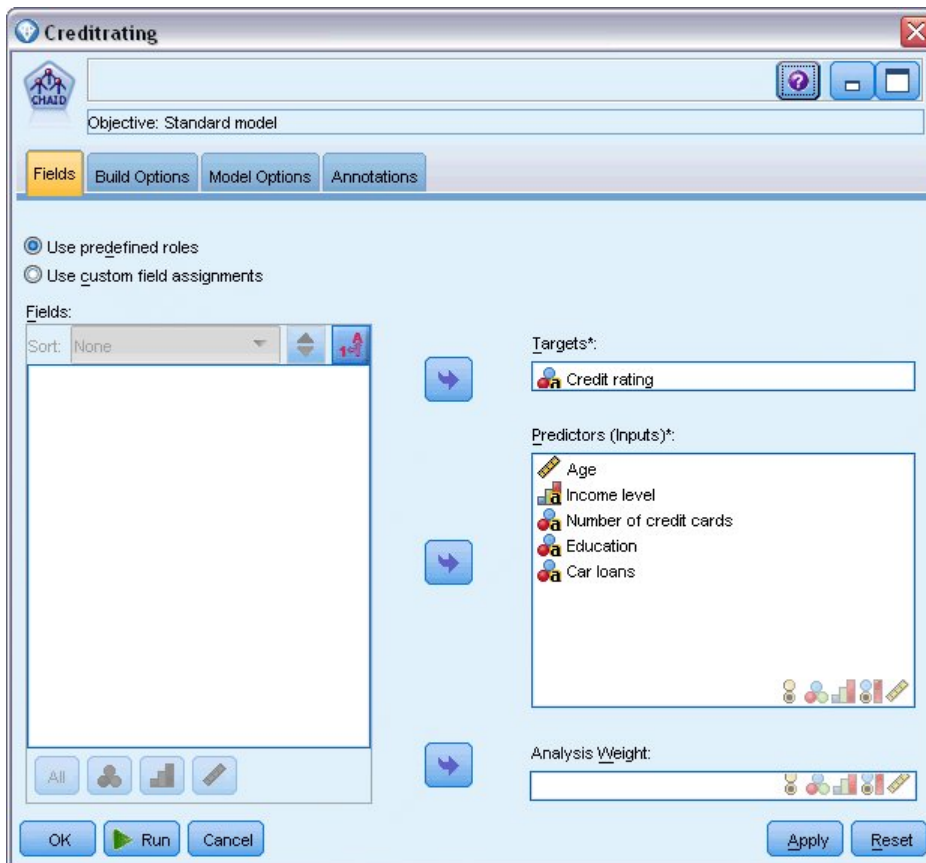 Creditrating
CHAID
Objective: Standard model
Fields
Build Options
Model Options
Annotations
Use predefined roles
Use custom field assignments
Fields:
Sort:
None
Targets*:
Credit rating
Predictors (Inputs)*:
Age
Income level
Number of credit cards
Education
Car loans
All
Analysis Weight:
OK
Run
Cancel
Apply
Reset